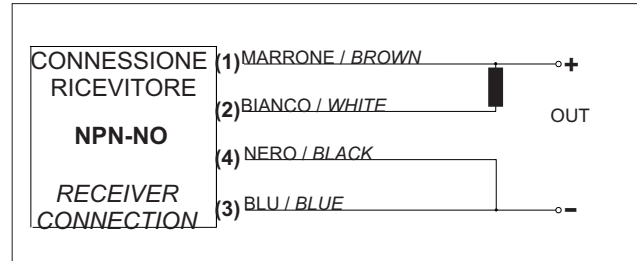 CONNESSIONE
RICEVITORE
NPN-NO
RECEIVER
CONNECTION
(1) MARRONE / BROWN
(2) BIANCO / WHITE
(4) NERO / BLACK
(3) BLU / BLUE
+
OUT
-